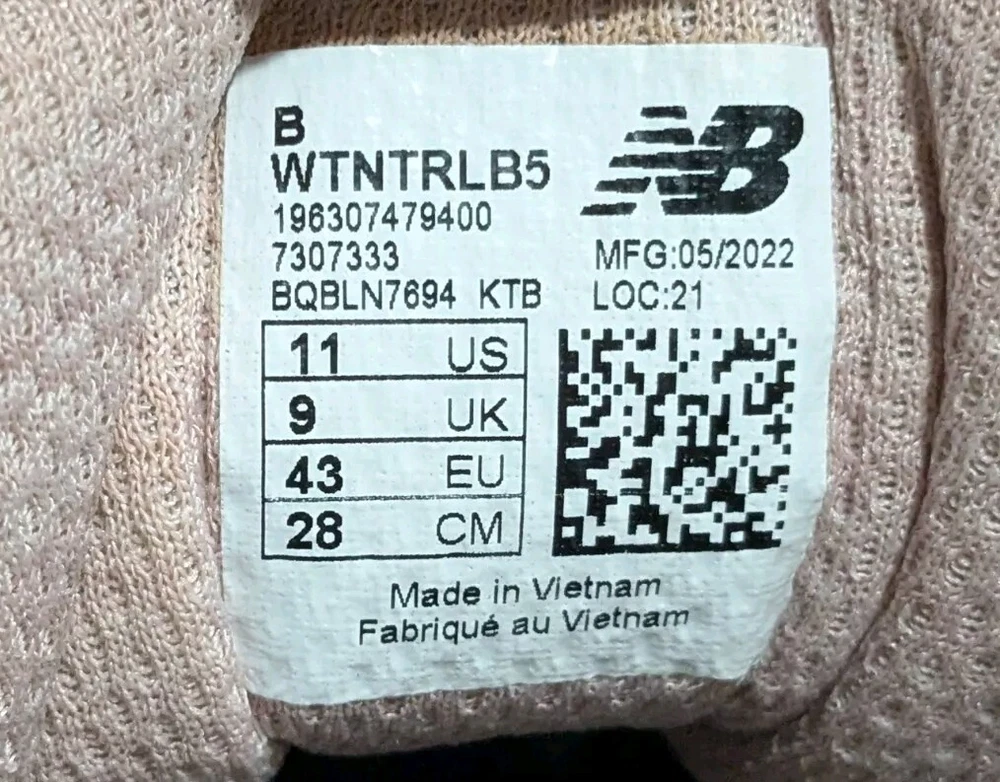 B
WTNTRLB5
196307479400
7307333
BQBLN7694 KTB
NB
MFG:05/2022
LOC:21
11 US
9 UK
43 EU
28 CM
Made in Vietnam
Fabriqué au Vietnam